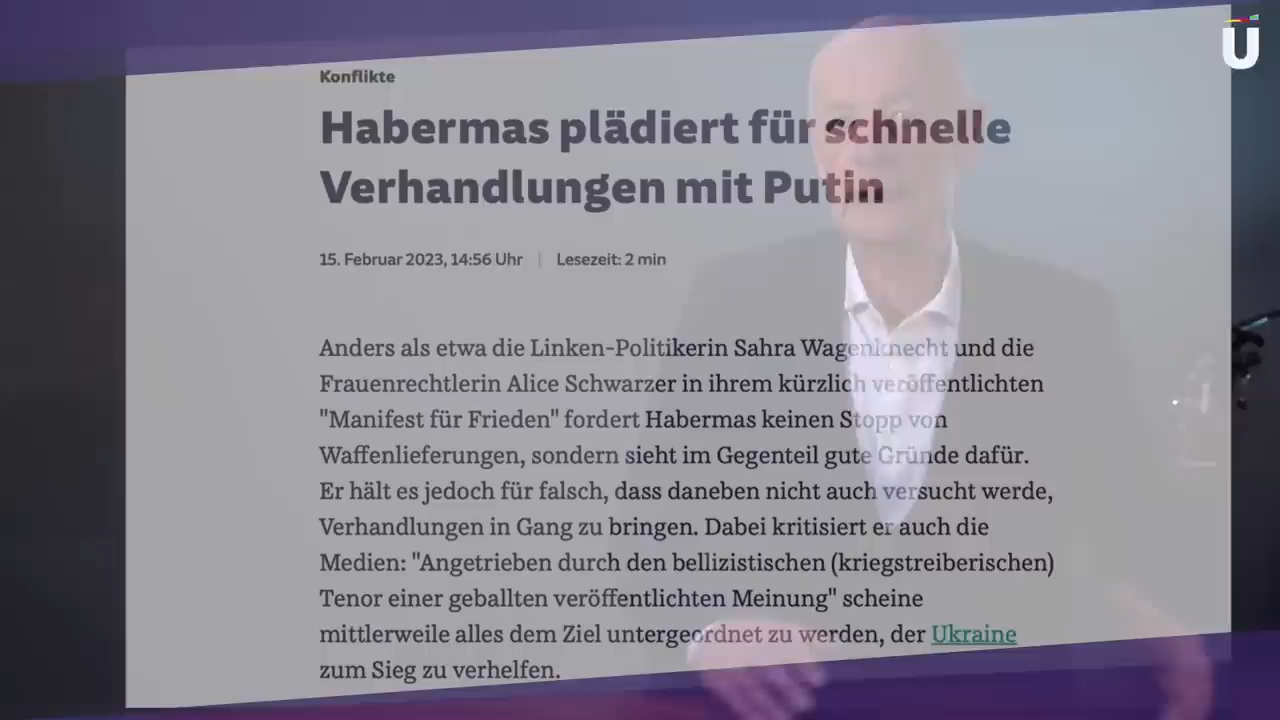 Ü
Konflikte
Habermas plädiert für schnelle
Verhandlungen mit Putin
15. Februar 2023, 14:56 Uhr | Lesezeit: 2 min
Anders als etwa die Linken-Politikerin Sahra Wagenknecht und die
Frauenrechtlerin Alice Schwarzer in ihrem kürzlich veröffentlichten
"Manifest für Frieden" fordert Habermas keinen Stopp von
Waffenlieferungen, sondern sieht im Gegenteil gute Gründe dafür.
Er hält es jedoch für falsch, dass daneben nicht auch versucht werde,
Verhandlungen in Gang zu bringen. Dabei kritisiert er auch die
Medien: "Angetrieben durch den bellizistischen (kriegstreiberischen)
Tenor einer geballten veröffentlichten Meinung" scheine
mittlerweile alles dem Ziel untergeordnet zu werden, der Ukraine
zum Sieg zu verhelfen.